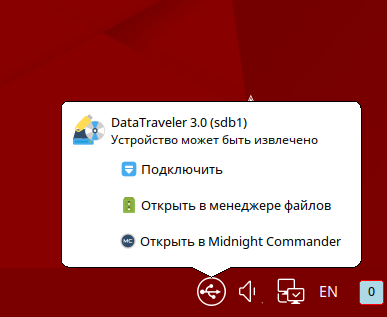 DataTraveler 3.0 (sdb1)
Устройство может быть извлечено
Подключить
Открыть в менеджере файлов
MC Открыть в Midnight Commander
EN 0